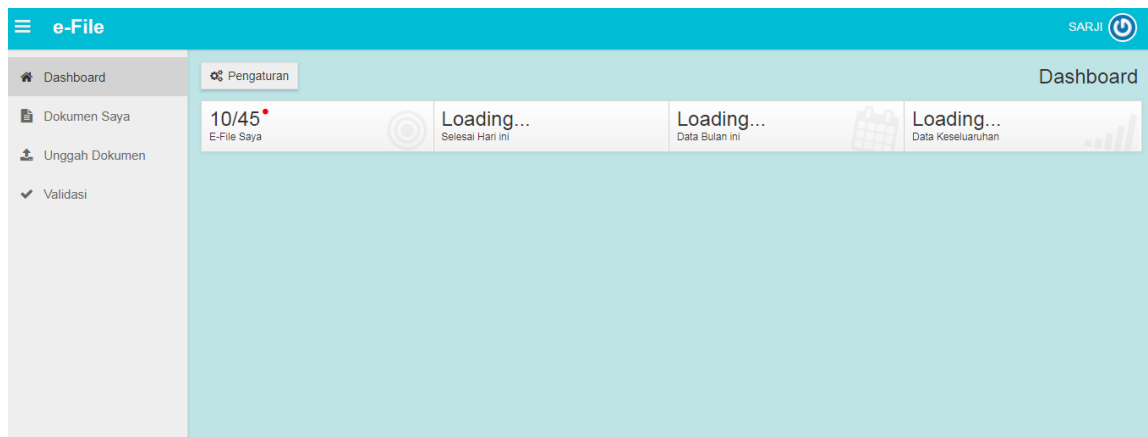 e-File
SARJI
Dashboard
Dokumen Saya
Unggah Dokumen
Validasi
Pengaturan
Dashboard
10/45
E-File Saya
Loading...
Selesai Hari ini
Loading...
Data Bulan ini
Loading...
Data Keseluaruhan